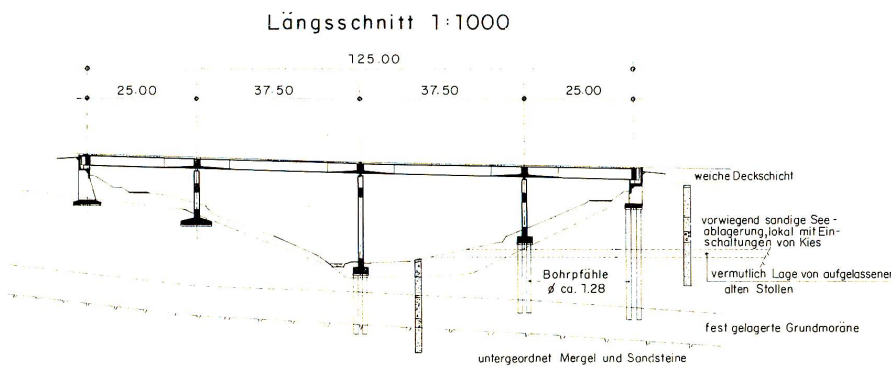 Längsschnitt 1:1000
125.00
25.00 37.50 37.50 25.00
weiche Deckschicht
vorwiegend sandige See-
ablagerung, lokal mit Ein-
schaltungen von Kies
Bohrpfähle
ø ca. 1.28
vermutlich Lage von aufgelassenen
alten Stollen
fest gelagerte Grundmoräne
untergeordnet Mergel und Sandsteine